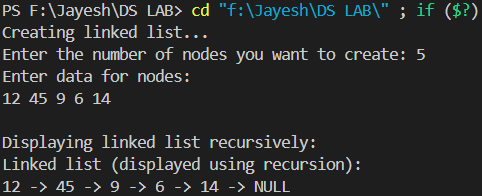 PS F:\Jayesh\DS LAB> cd "f:\Jayesh\DS LAB\" ; if ($?)
Creating linked list...
Enter the number of nodes you want to create: 5
Enter data for nodes:
12 45 9 6 14
Displaying linked list recursively:
Linked list (displayed using recursion):
12 -> 45 -> 9 -> 6 -> 14 -> NULL